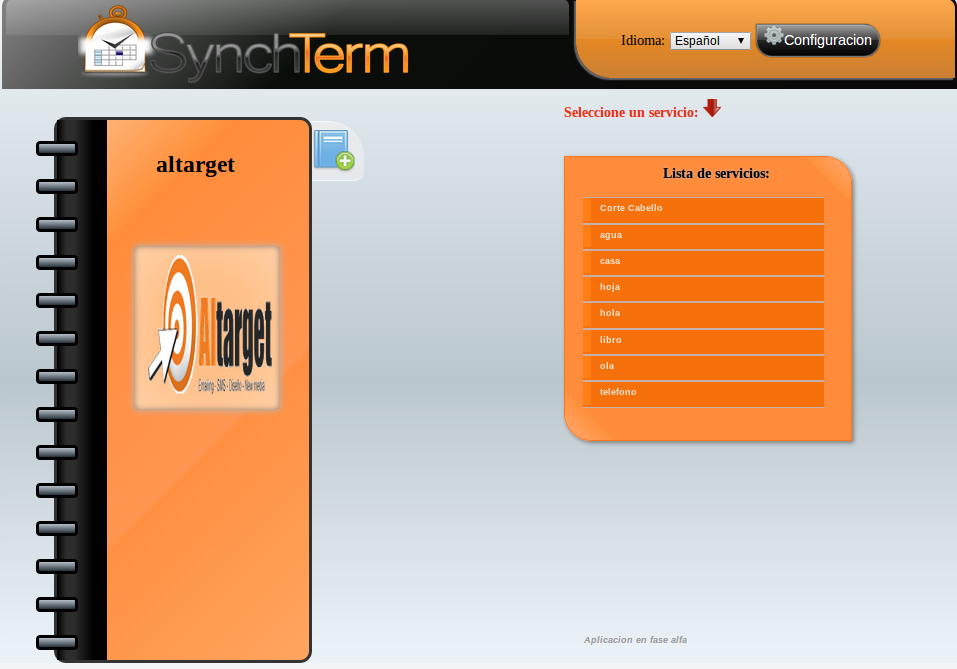 SynchTerm
Idioma: Español Configuracion
Seleccione un servicio:
altarget
Altarget
Emailing - SMS - Diseño - New media
Lista de servicios:
Corte Cabello
agua
casa
hoja
hola
libro
ola
telefono
Aplicacion en fase alfa